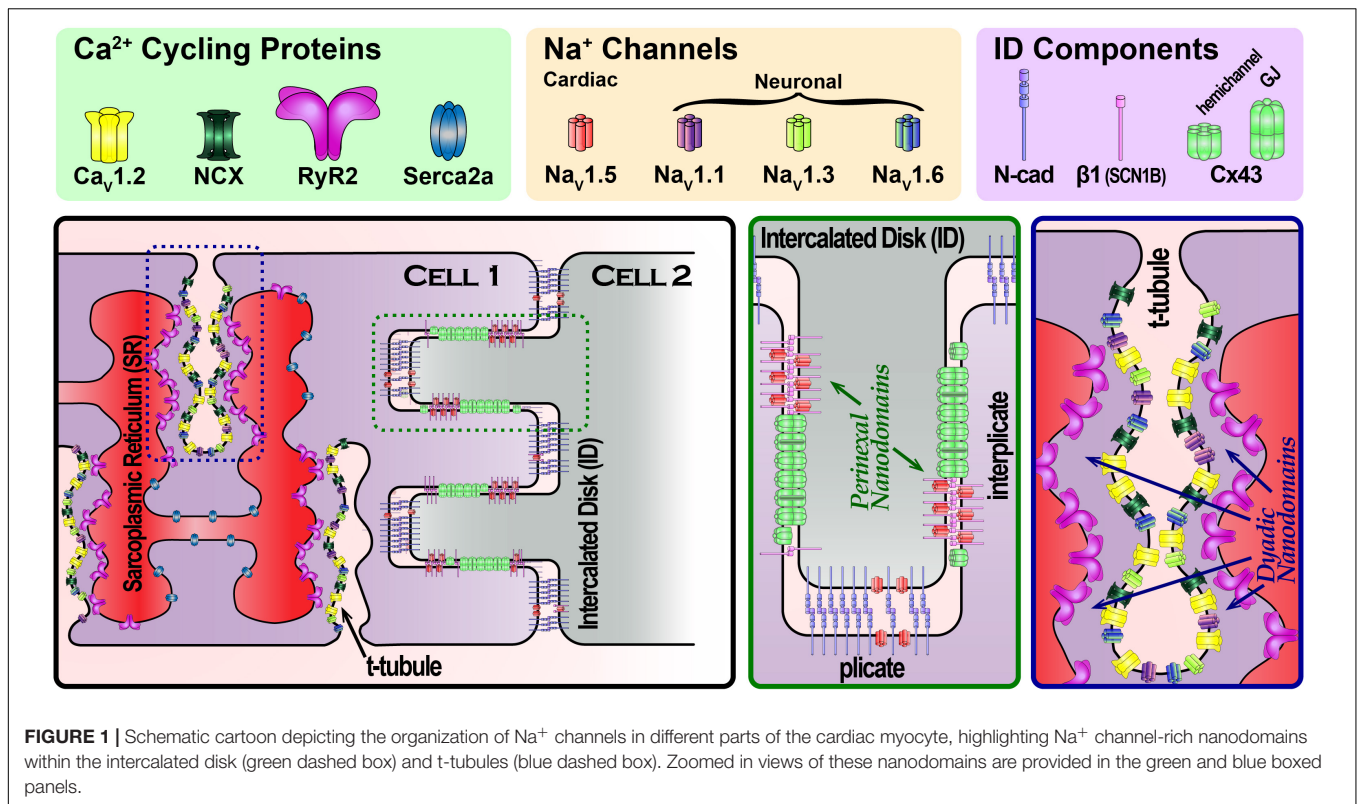 Ca²⁺ Cycling Proteins
Caᵥ1.2
NCX
RyR2
Serca2a
Na⁺ Channels
Cardiac
Neuronal
Naᵥ1.5
Naᵥ1.1
Naᵥ1.3
Naᵥ1.6
ID Components
hemichannel
GJ
N-cad
β1 (SCN1B)
Cx43
CELL 1
CELL 2
Sarcoplasmic Reticulum (SR)
Intercalated Disk (ID)
t-tubule
Intercalated Disk (ID)
Perinexal
Nanodomains
interplicate
plicate
t-tubule
Dyadic
Nanodomains
FIGURE 1 | Schematic cartoon depicting the organization of Na⁺ channels in different parts of the cardiac myocyte, highlighting Na⁺ channel-rich nanodomains
within the intercalated disk (green dashed box) and t-tubules (blue dashed box). Zoomed in views of these nanodomains are provided in the green and blue boxed
panels.